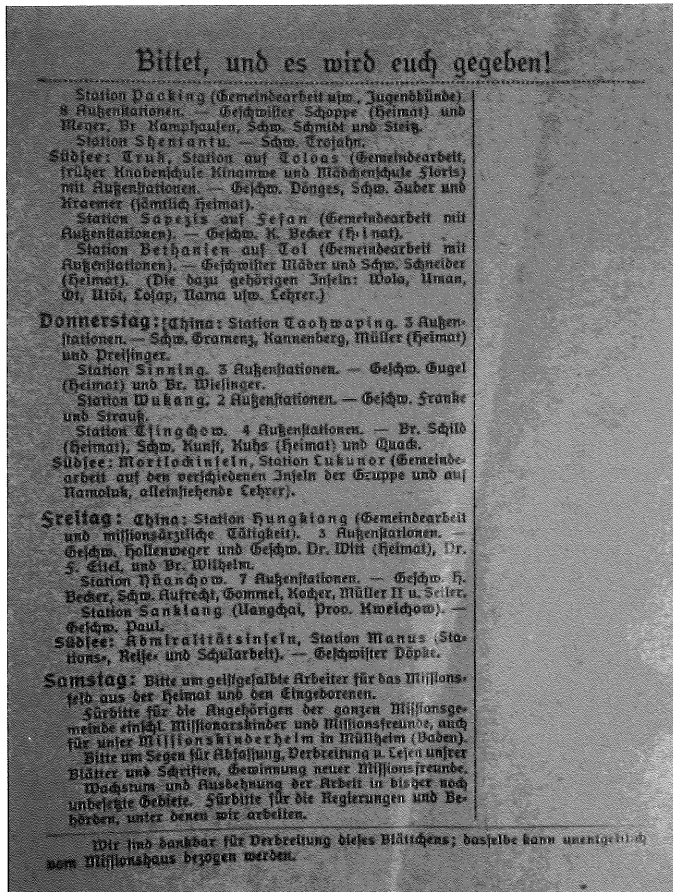 Bittet, und es wird euch gegeben!
Station Paoking (Gemeindearbeit usw., Jugendbünde).
8 Außenstationen. — Geschwister Schoppe (Heimat) und
Meyer, Br. Kamphausen, Schw. Schmidt und Steitz.
Station Shentantu. — Schw. Trojahn.
Südsee: Truk, Station auf Toloas (Gemeindearbeit,
früher Knabenschule Kinamwe und Mädchenschule Floris)
mit Außenstationen. — Geschw. Dönges, Schw. Zuber und
Kraemer (sämtlich Heimat).
Station Sapezis auf Fefan (Gemeindearbeit mit
Außenstationen). — Geschw. K. Becker (Heimat).
Station Bethanien auf Tol (Gemeindearbeit mit
Außenstationen). — Geschwister Mäder und Schw. Schneider
(Heimat). (Die dazu gehörigen Inseln: Wola, Uman,
Ot, Utöt, Losap, Nama usw. Lehrer.)
Donnerstag: China: Station Taohwaping. 3 Außen-
stationen. — Schw. Gramenz, Kannenberg, Müller (Heimat)
und Preisinger.
Station Sinning. 3 Außenstationen. — Geschw. Gugel
(Heimat) und Br. Wiesinger.
Station Wukang. 2 Außenstationen. — Geschw. Franke
und Strauß.
Station Tsingchow. 4 Außenstationen. — Br. Schild
(Heimat), Schw. Kunst, Kuhs (Heimat) und Quack.
Südsee: Mortlockinseln, Station Lukunor (Gemeinde-
arbeit auf den verschiedenen Inseln der Gruppe und auf
Namoluk, alleinstehende Lehrer).
Freitag: China: Station Hungkiang (Gemeindearbeit
und missionsärztliche Tätigkeit). 3 Außenstationen. —
Geschw. Hollenweger und Geschw. Dr. Witt (Heimat), Dr.
F. Eitel, und Br. Wilhelm.
Station Yüanchow. 7 Außenstationen. — Geschw. H.
Becker, Schw. Aufrecht, Gommel, Kocher, Müller II u. Seiler.
Station Sanklang (Uangchai, Prov. Kweichow). —
Geschw. Paul.
Südsee: Admiralitätsinseln, Station Manus (Sta-
tions-, Reise- und Schularbeit). — Geschwister Döpke.
Samstag: Bitte um geistgesalbte Arbeiter für das Missions-
feld aus der Heimat und den Eingeborenen.
Fürbitte für die Angehörigen der ganzen Missionsge-
meinde einschl. Missionarskinder und Missionsfreunde, auch
für unser Missionskinderheim in Müllheim (Baden).
Bitte um Segen für Abfassung, Verbreitung u. Lesen unsrer
Blätter und Schriften, Gewinnung neuer Missionsfreunde.
Wachstum und Ausdehnung der Arbeit in bisher noch
unbesetzte Gebiete. Fürbitte für die Regierungen und Be-
hörden, unter denen wir arbeiten.
Wir sind dankbar für Verbreitung dieses Blättchens; dasselbe kann unentgeltlich
vom Missionshaus bezogen werden.